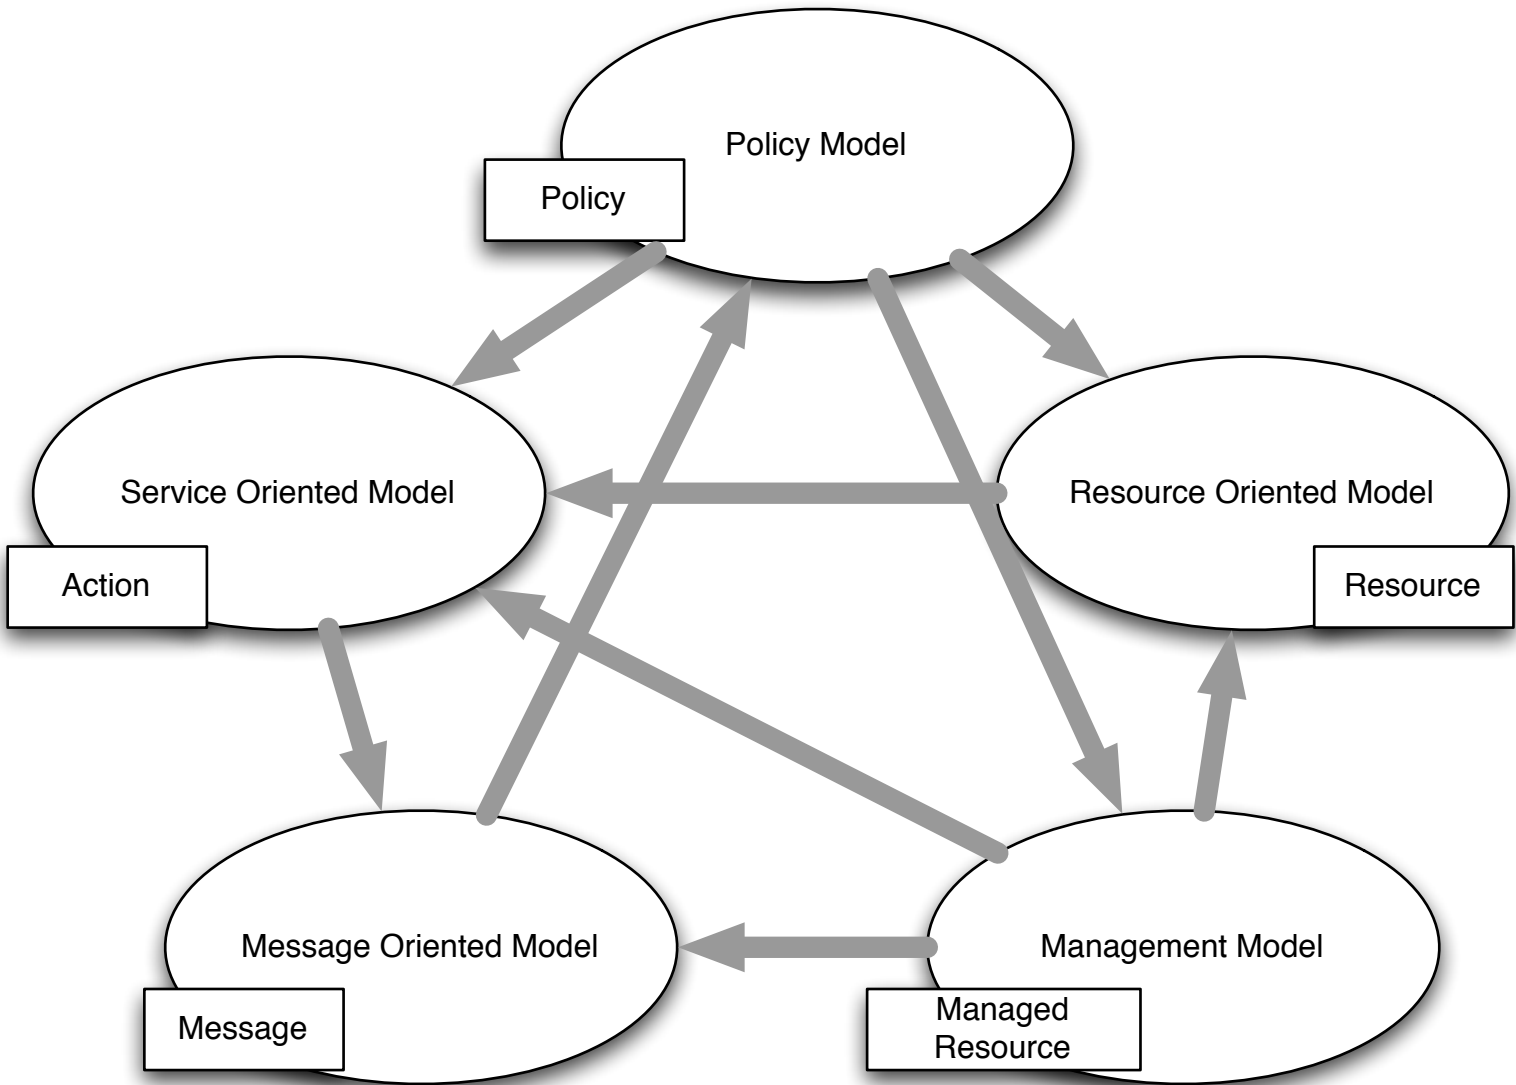 Policy Model
Policy
Service Oriented Model
Resource Oriented Model
Action
Resource
Message Oriented Model
Management Model
Message
Managed
Resource